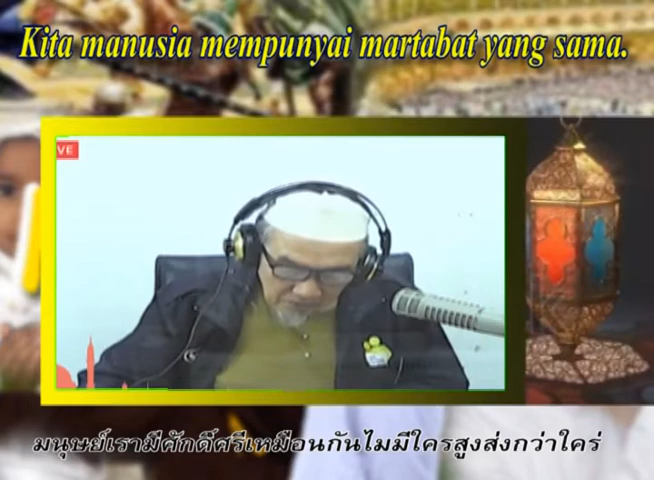 Kita manusia mempunyai martabat yang sama.
VE
มนุษย์เรามีศักดิ์ศรีเหมือนกันไม่มีใครสูงส่งกว่าใคร่